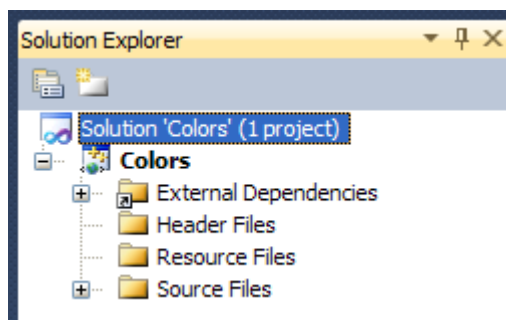 Solution Explorer
Solution 'Colors' (1 project)
Colors
External Dependencies
Header Files
Resource Files
Source Files